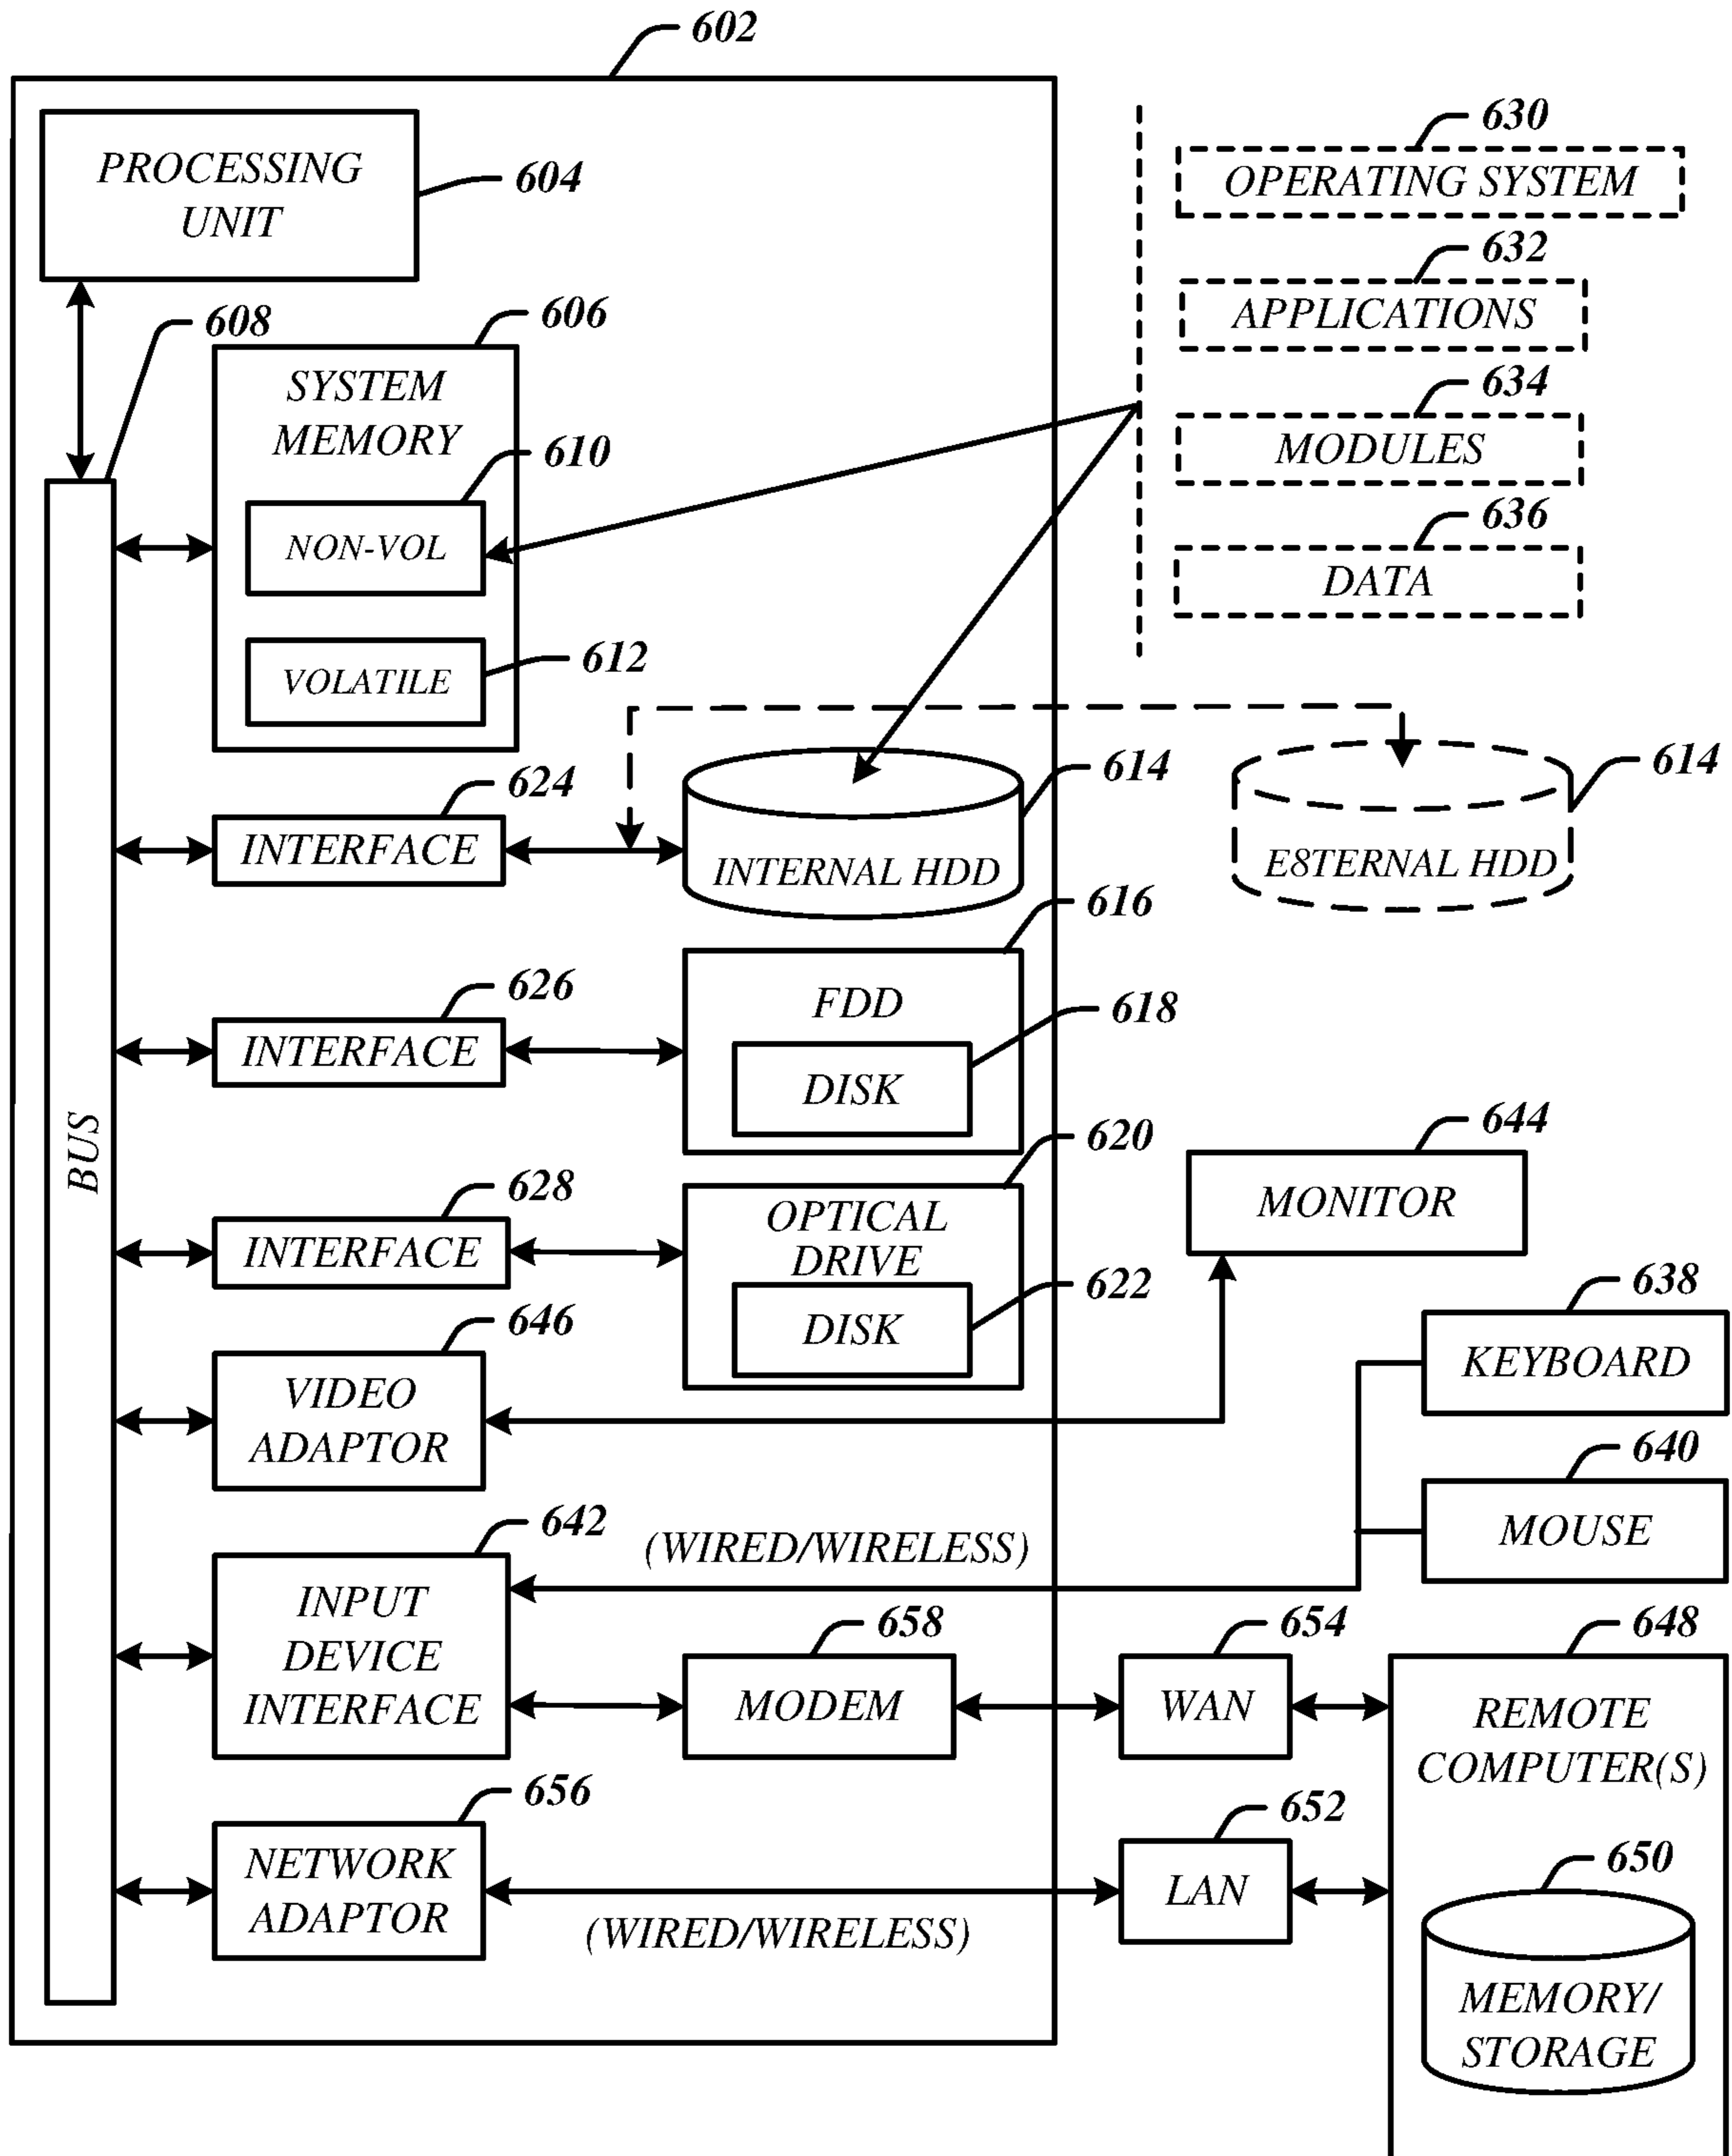 602
PROCESSING
UNIT
604
608
606
SYSTEM
MEMORY
610
NON-VOL
612
VOLATILE
630
OPERATING SYSTEM
632
APPLICATIONS
634
MODULES
636
DATA
BUS
624
INTERFACE
614
INTERNAL HDD
614
E8TERNAL HDD
626
INTERFACE
616
FDD
618
DISK
628
INTERFACE
620
OPTICAL
DRIVE
622
DISK
644
MONITOR
646
VIDEO
ADAPTOR
638
KEYBOARD
640
MOUSE
642
INPUT
DEVICE
INTERFACE
(WIRED/WIRELESS)
658
MODEM
654
WAN
648
REMOTE
COMPUTER(S)
656
NETWORK
ADAPTOR
(WIRED/WIRELESS)
652
LAN
650
MEMORY/
STORAGE